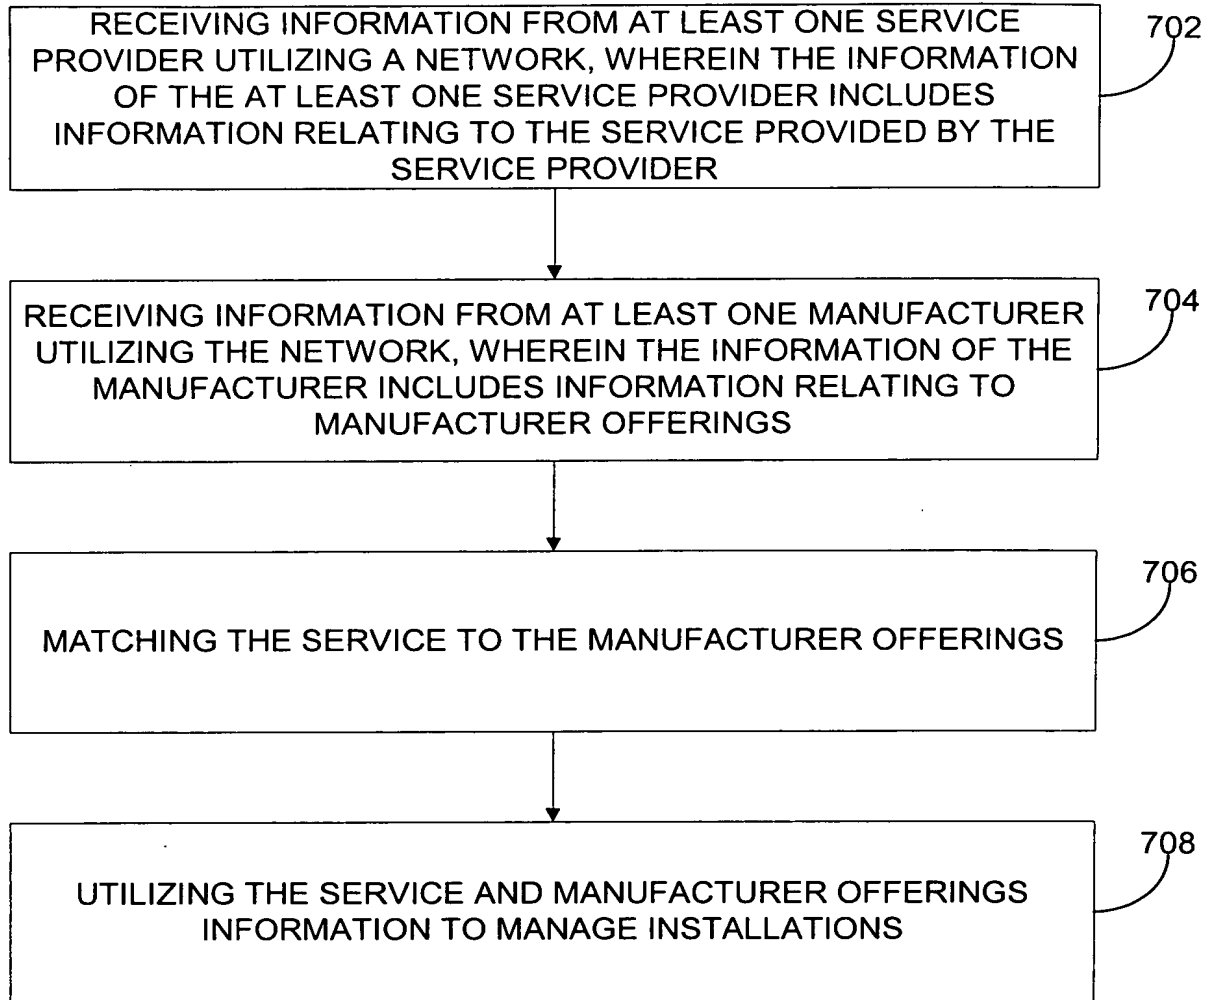 RECEIVING INFORMATION FROM AT LEAST ONE SERVICE
PROVIDER UTILIZING A NETWORK, WHEREIN THE INFORMATION
OF THE AT LEAST ONE SERVICE PROVIDER INCLUDES
INFORMATION RELATING TO THE SERVICE PROVIDED BY THE
SERVICE PROVIDER
702
RECEIVING INFORMATION FROM AT LEAST ONE MANUFACTURER
UTILIZING THE NETWORK, WHEREIN THE INFORMATION OF THE
MANUFACTURER INCLUDES INFORMATION RELATING TO
MANUFACTURER OFFERINGS
704
MATCHING THE SERVICE TO THE MANUFACTURER OFFERINGS
706
UTILIZING THE SERVICE AND MANUFACTURER OFFERINGS
INFORMATION TO MANAGE INSTALLATIONS
708